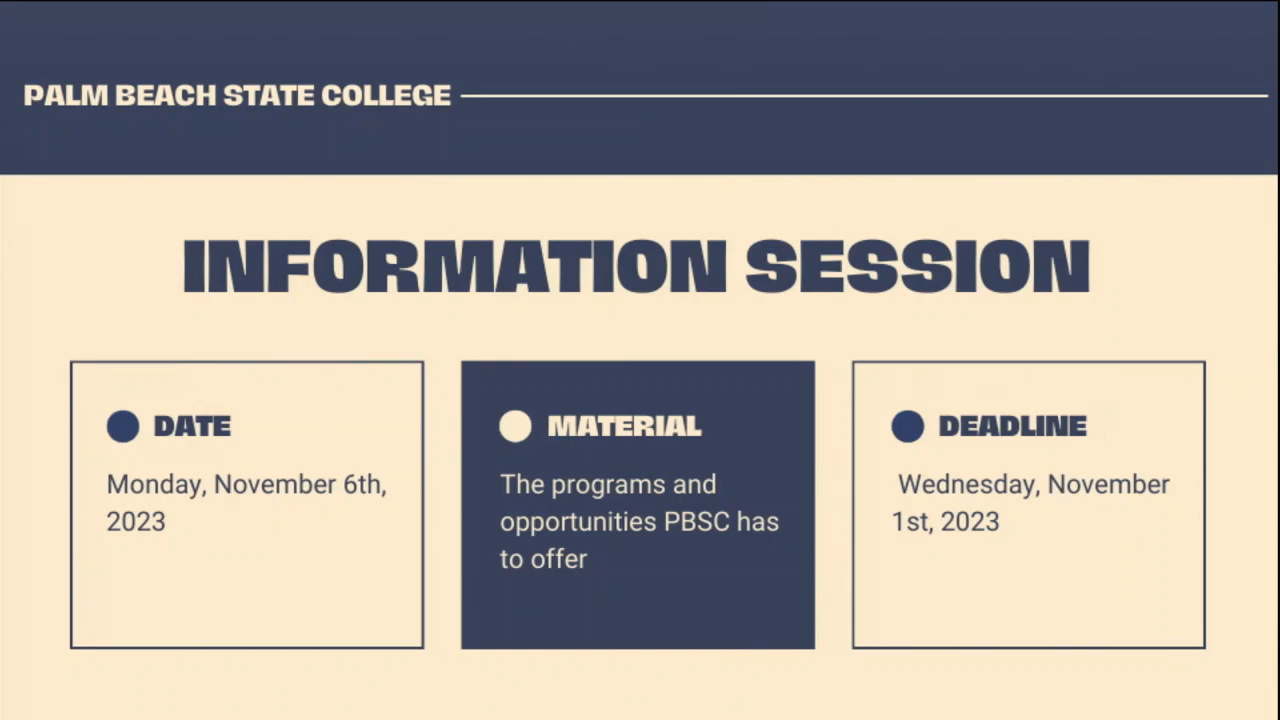 PALM BEACH STATE COLLEGE
INFORMATION SESSION
DATE
Monday, November 6th,
2023
MATERIAL
The programs and
opportunities PBSC has
to offer
DEADLINE
Wednesday, November
1st, 2023